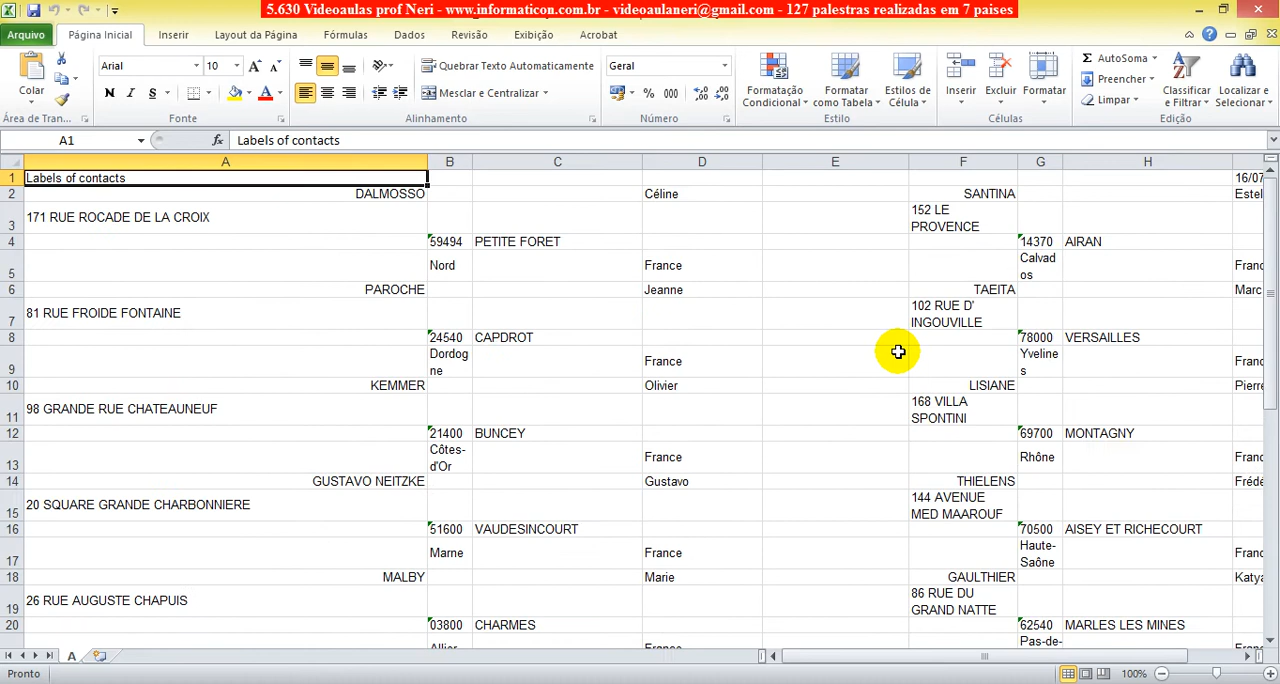 5.630 Videoaulas prof Neri - www.informaticon.com.br - videoaulaneri@gmail.com - 127 palestras realizadas em 7 paises
Arquivo Página Inicial Inserir Layout da Página Fórmulas Dados Revisão Exibição Acrobat
Colar
Área de Tran...
Arial 10
N I S
Fonte
Quebrar Texto Automaticamente
Mesclar e Centralizar
Alinhamento
Geral
% 000
Número
Formatação Condicional
Formatar como Tabela
Estilos de Célula
Estilo
Inserir Excluir Formatar
Células
Σ AutoSoma
Preencher
Limpar
Classificar e Filtrar
Localizar e Selecionar
Edição
A1 fx Labels of contacts
A B C D E F G H
1 Labels of contacts 16/07
2 DALMOSSO Céline SANTINA Estel
3 171 RUE ROCADE DE LA CROIX 152 LE PROVENCE
4 59494 PETITE FORET 14370 AIRAN
5 Nord France Calvados Franc
6 PAROCHE Jeanne TAEITA Marc
7 81 RUE FROIDE FONTAINE 102 RUE D' INGOUVILLE
8 24540 CAPDROT 78000 VERSAILLES
9 Dordogne France Yvelines Franc
10 KEMMER Olivier LISIANE Pierr
11 98 GRANDE RUE CHATEAUNEUF 168 VILLA SPONTINI
12 21400 BUNCEY 69700 MONTAGNY
13 Côtes-d'Or France Rhône Franc
14 GUSTAVO NEITZKE Gustavo THIELENS Frédé
15 20 SQUARE GRANDE CHARBONNIERE 144 AVENUE MED MAAROUF
16 51600 VAUDESINCOURT 70500 AISEY ET RICHECOURT
17 Marne France Haute-Saône Franc
18 MALBY Marie GAULTHIER Katya
19 26 RUE AUGUSTE CHAPUIS 86 RUE DU GRAND NATTE
20 03800 CHARMES 62540 MARLES LES MINES
Allier France Pas-de- Franc
A
Pronto 100%